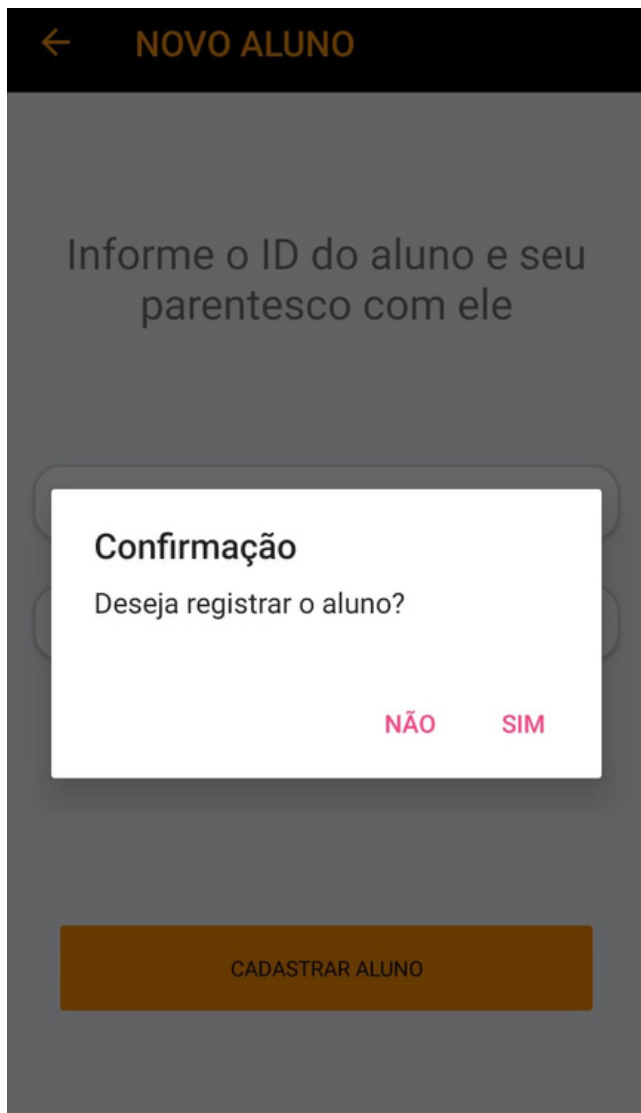 NOVO ALUNO
Informe o ID do aluno e seu
parentesco com ele
Confirmação
Deseja registrar o aluno?
NÃO SIM
CADASTRAR ALUNO